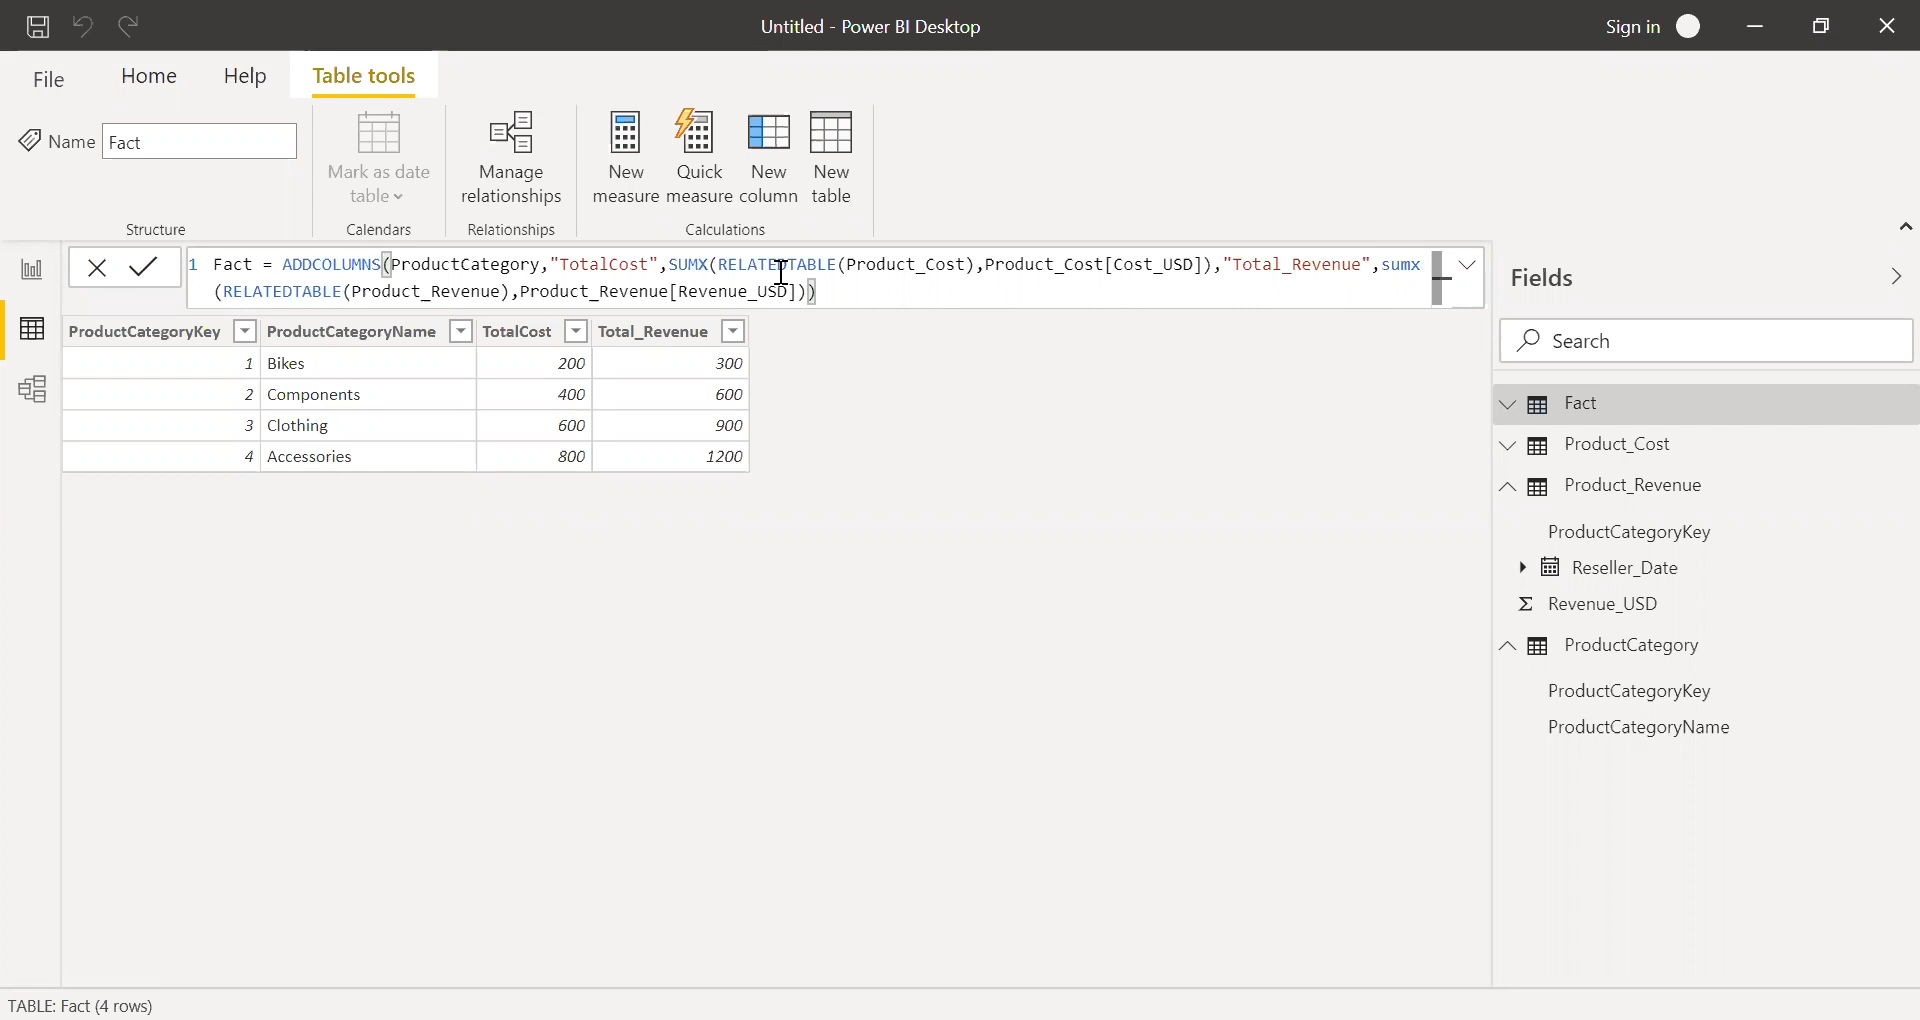 Untitled - Power BI Desktop
Sign in
File
Home
Help
Table tools
Name
Fact
Structure
Mark as date
table
Calendars
Manage
relationships
Relationships
New
measure
Quick
measure
New
column
New
table
Calculations
1 Fact = ADDCOLUMNS(ProductCategory,"TotalCost",SUMX(RELATEDTABLE(Product_Cost),Product_Cost[Cost_USD]),"Total_Revenue",sumx
(RELATEDTABLE(Product_Revenue),Product_Revenue[Revenue_USD]))
ProductCategoryKey ProductCategoryName TotalCost Total_Revenue
1 Bikes 200 300
2 Components 400 600
3 Clothing 600 900
4 Accessories 800 1200
Fields
Search
Fact
Product_Cost
Product_Revenue
ProductCategoryKey
Reseller_Date
Σ Revenue_USD
ProductCategory
ProductCategoryKey
ProductCategoryName
TABLE: Fact (4 rows)